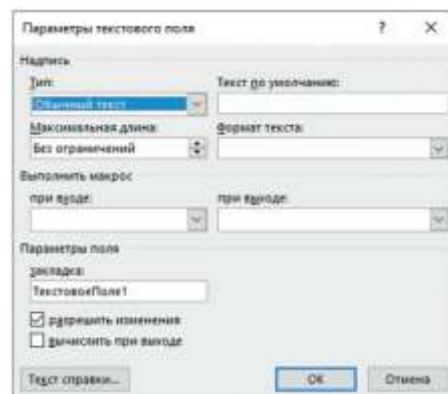 Параметры текстового поля ? ×
Надпись
Тип: Текст по умолчанию:
Обычный текст
Максимальная длина: Формат текста:
Без ограничений
Выполнить макрос
при входе: при выходе:
Параметры поля
закладка:
ТекстовоеПоле1
разрешить изменения
вычислить при выходе
Текст справки... ОК Отмена